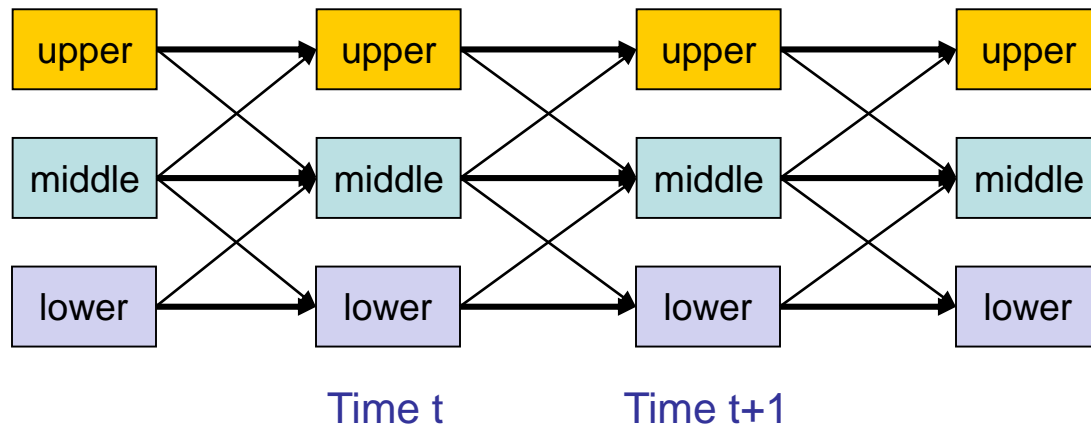 upper upper upper upper
middle middle middle middle
lower lower lower lower
Time t Time t+1